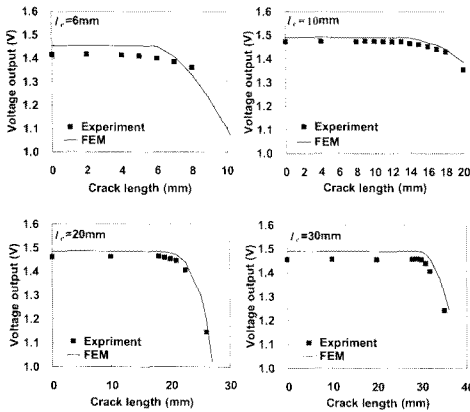 I_c=6mm
Voltage output (V)
1.6
1.5
1.4
1.3
1.2
1.1
1.0
Experiment
FEM
0 2 4 6 8 10
Crack length (mm)
I_c=10mm
Voltage output (V)
1.6
1.5
1.4
1.3
1.2
1.1
1.0
Experiment
FEM
0 2 4 6 8 10 12 14 16 18 20
Crack length (mm)
I_c=20mm
Voltage output (V)
1.6
1.5
1.4
1.3
1.2
1.1
1.0
Expriment
FEM
0 10 20 30
Crack length (mm)
I_c=30mm
Voltage output (V)
1.6
1.5
1.4
1.3
1.2
1.1
1.0
Expriment
FEM
0 10 20 30 40
Crack length (mm)